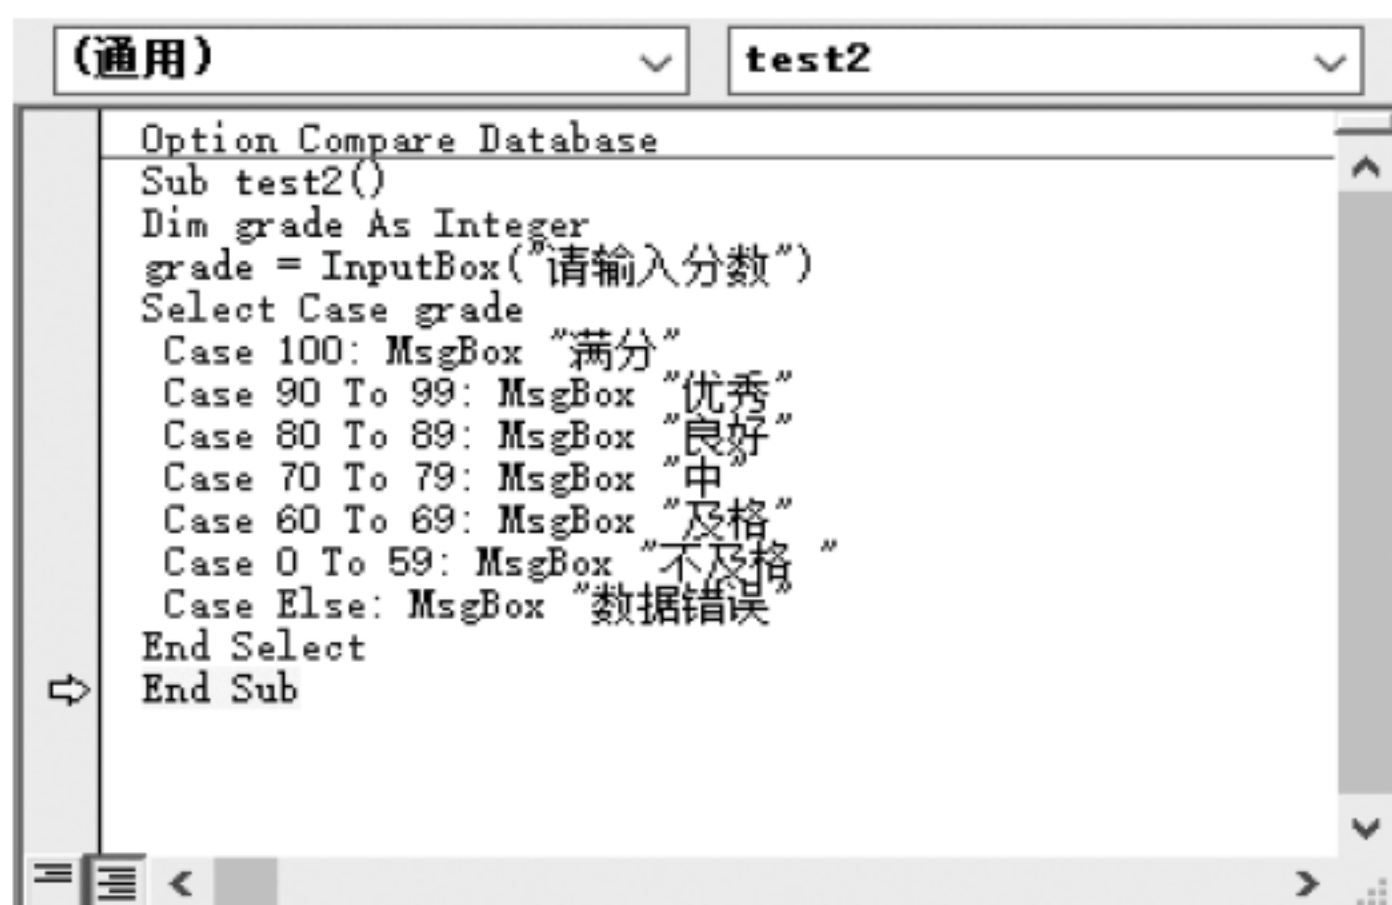 (通用)
test2
Option Compare Database
Sub test2()
Dim grade As Integer
grade = InputBox("请输入分数")
Select Case grade
Case 100: MsgBox "满分"
Case 90 To 99: MsgBox "优秀"
Case 80 To 89: MsgBox "良好"
Case 70 To 79: MsgBox "中"
Case 60 To 69: MsgBox "及格"
Case 0 To 59: MsgBox "不及格 "
Case Else: MsgBox "数据错误"
End Select
End Sub